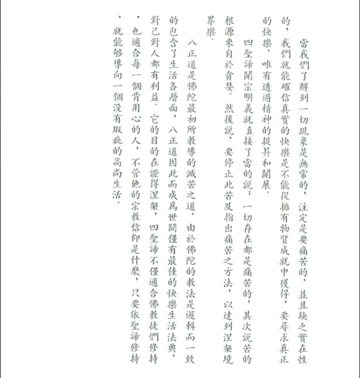 當我們了解到一切現象是無常的，注定是要痛苦的，並且缺乏實在性
的，我們就能確信真實的快樂是不能從擁有物質成就中獲得，要尋求真正
的快樂，唯有透過精神的提昇和開展。
四聖諦開宗明義就直接了當的說：一切存在都是痛苦的，其次說苦的
根源來自於貪婪。然後說，要停止此苦及指出痛苦之方法，以達到涅槃境
界樂。
八正道是佛陀最初所教導的滅苦之道，由於佛陀的教法是邏輯而一致
的包含了生活各層面，八正道因此而成為世間僅有最佳的快樂生活法典，
對己對人都有利益。它的目的在證得涅槃，四聖諦不僅適合佛教徒們修持
，也適合每一個肯用心的人，不管他的宗教信仰是什麼，只要依聖諦修持
，就能够導向一個沒有瑕疵的高尚生活。